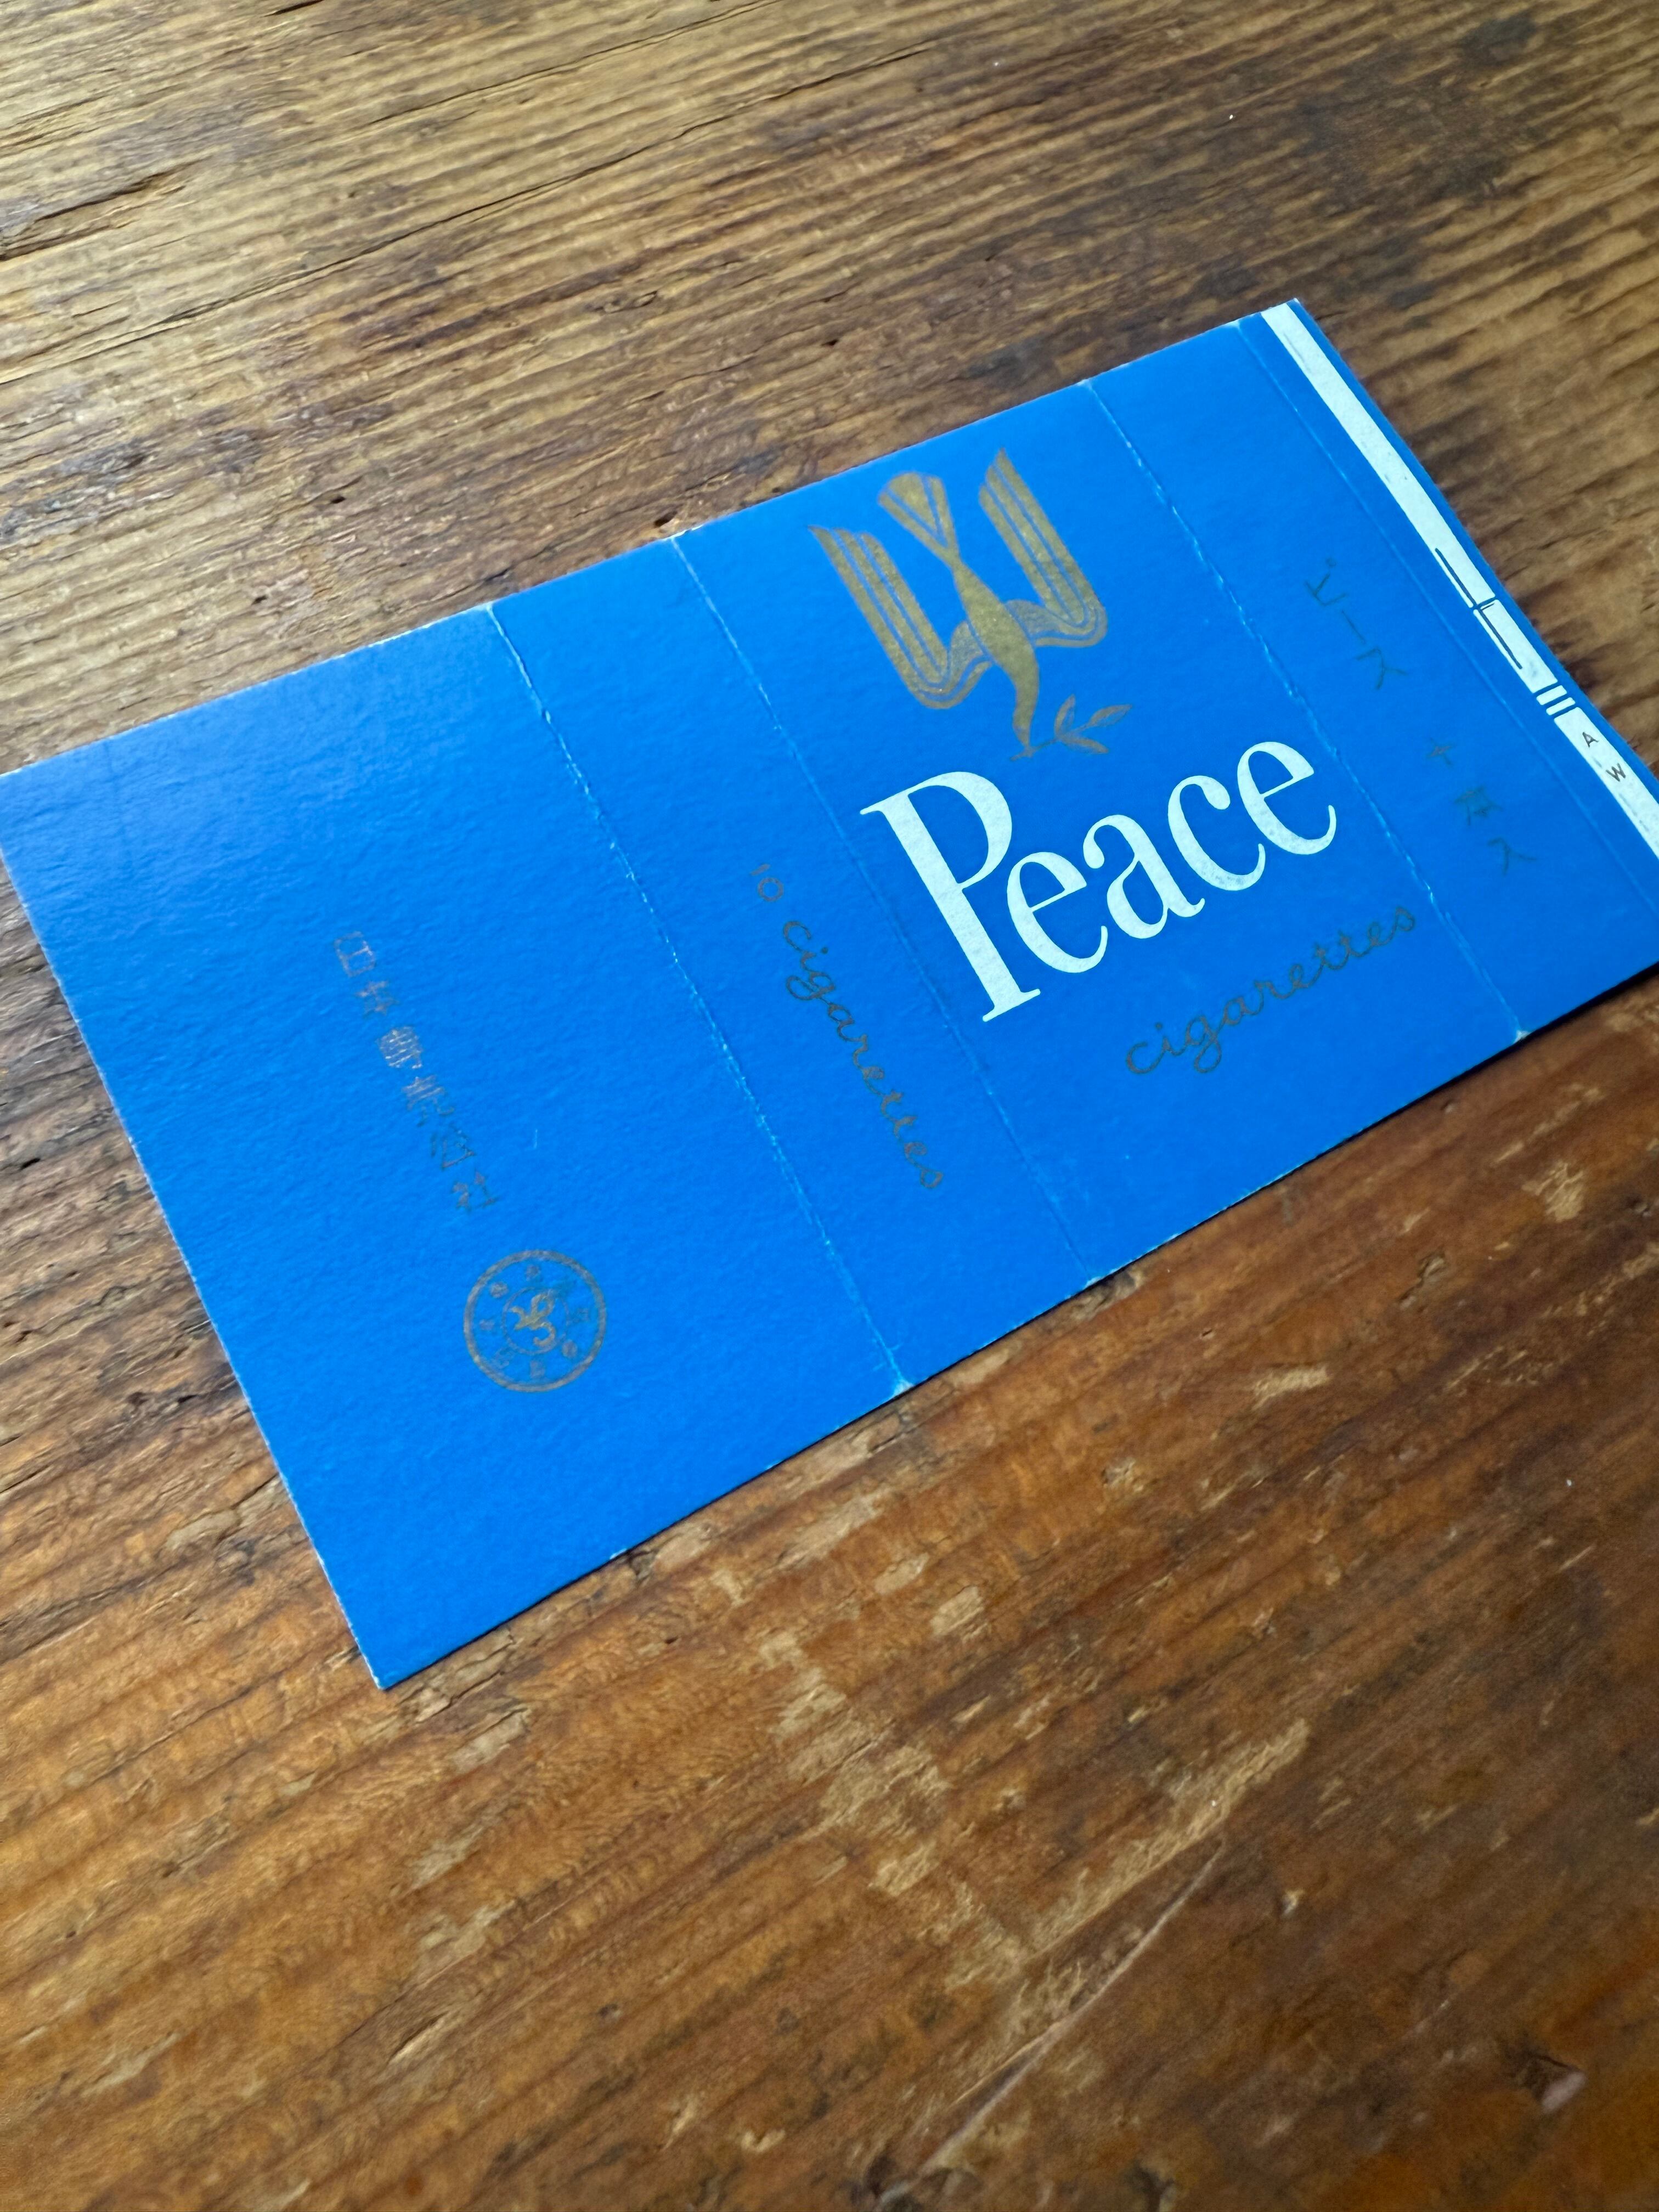 日本専売公社
10 cigarettes
Peace
cigarettes
ピース 十本入
A W